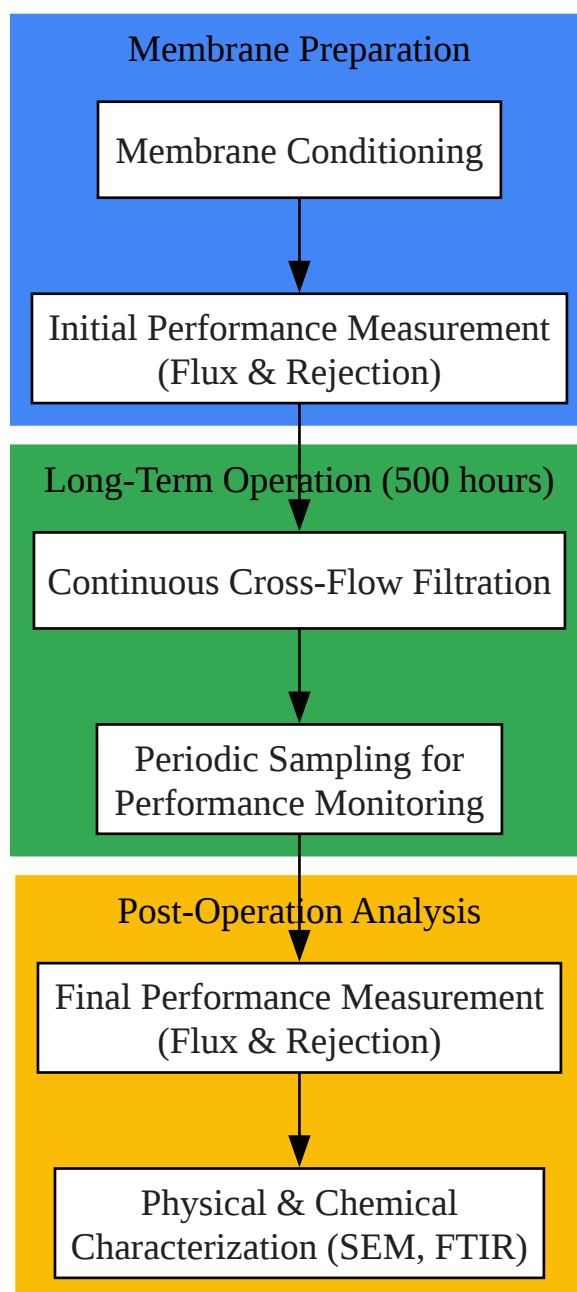 Membrane Preparation
Membrane Conditioning
Initial Performance Measurement
(Flux & Rejection)
Long-Term Operation (500 hours)
Continuous Cross-Flow Filtration
Periodic Sampling for
Performance Monitoring
Post-Operation Analysis
Final Performance Measurement
(Flux & Rejection)
Physical & Chemical
Characterization (SEM, FTIR)